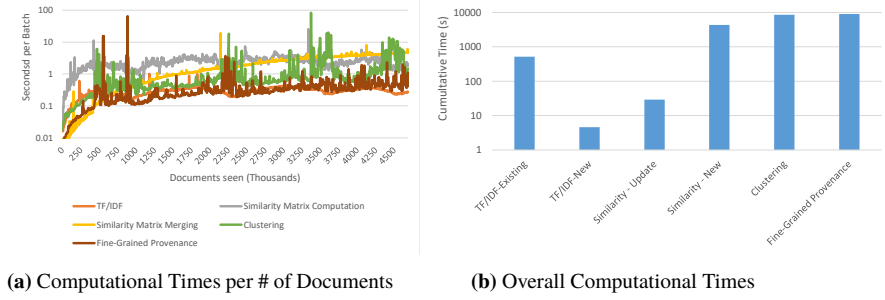 100
10
1
0.1
0.01
Secondsd per Batch
0
250
500
750
1000
1250
1500
1750
2000
2250
2500
2750
3000
3250
3500
3750
4000
4250
4500
Documents seen (Thousands)
TF/IDF
Similarity Matrix Computation
Similarity Matrix Merging
Clustering
Fine-Grained Provenance
(a) Computational Times per # of Documents
10000
1000
100
10
1
Cumultative Time (s)
TF/IDF-Existing
TF/IDF-New
Similarity - Update
Similarity - New
Clustering
Fine-Grained Provenance
(b) Overall Computational Times